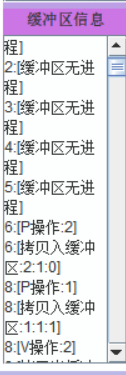 缓冲区信息
程]
2:[缓冲区无进
程]
3:[缓冲区无进
程]
4:[缓冲区无进
程]
5:[缓冲区无进
程]
6:[P操作:2]
6:[拷贝入缓冲
区:2:1:0]
8:[P操作:1]
8:[拷贝入缓冲
区:1:1:1]
8:[V操作:2]